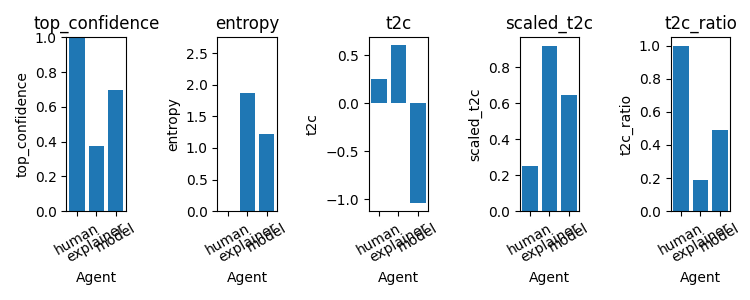 top_confidence
top_confidence
1.0
0.8
0.6
0.4
0.2
0.0
human
explainer
model
Agent
entropy
entropy
2.5
2.0
1.5
1.0
0.5
0.0
human
explainer
model
Agent
t2c
t2c
0.5
0.0
−0.5
−1.0
human
explainer
model
Agent
scaled_t2c
scaled_t2c
0.8
0.6
0.4
0.2
0.0
human
explainer
model
Agent
t2c_ratio
t2c_ratio
1.0
0.8
0.6
0.4
0.2
0.0
human
explainer
model
Agent